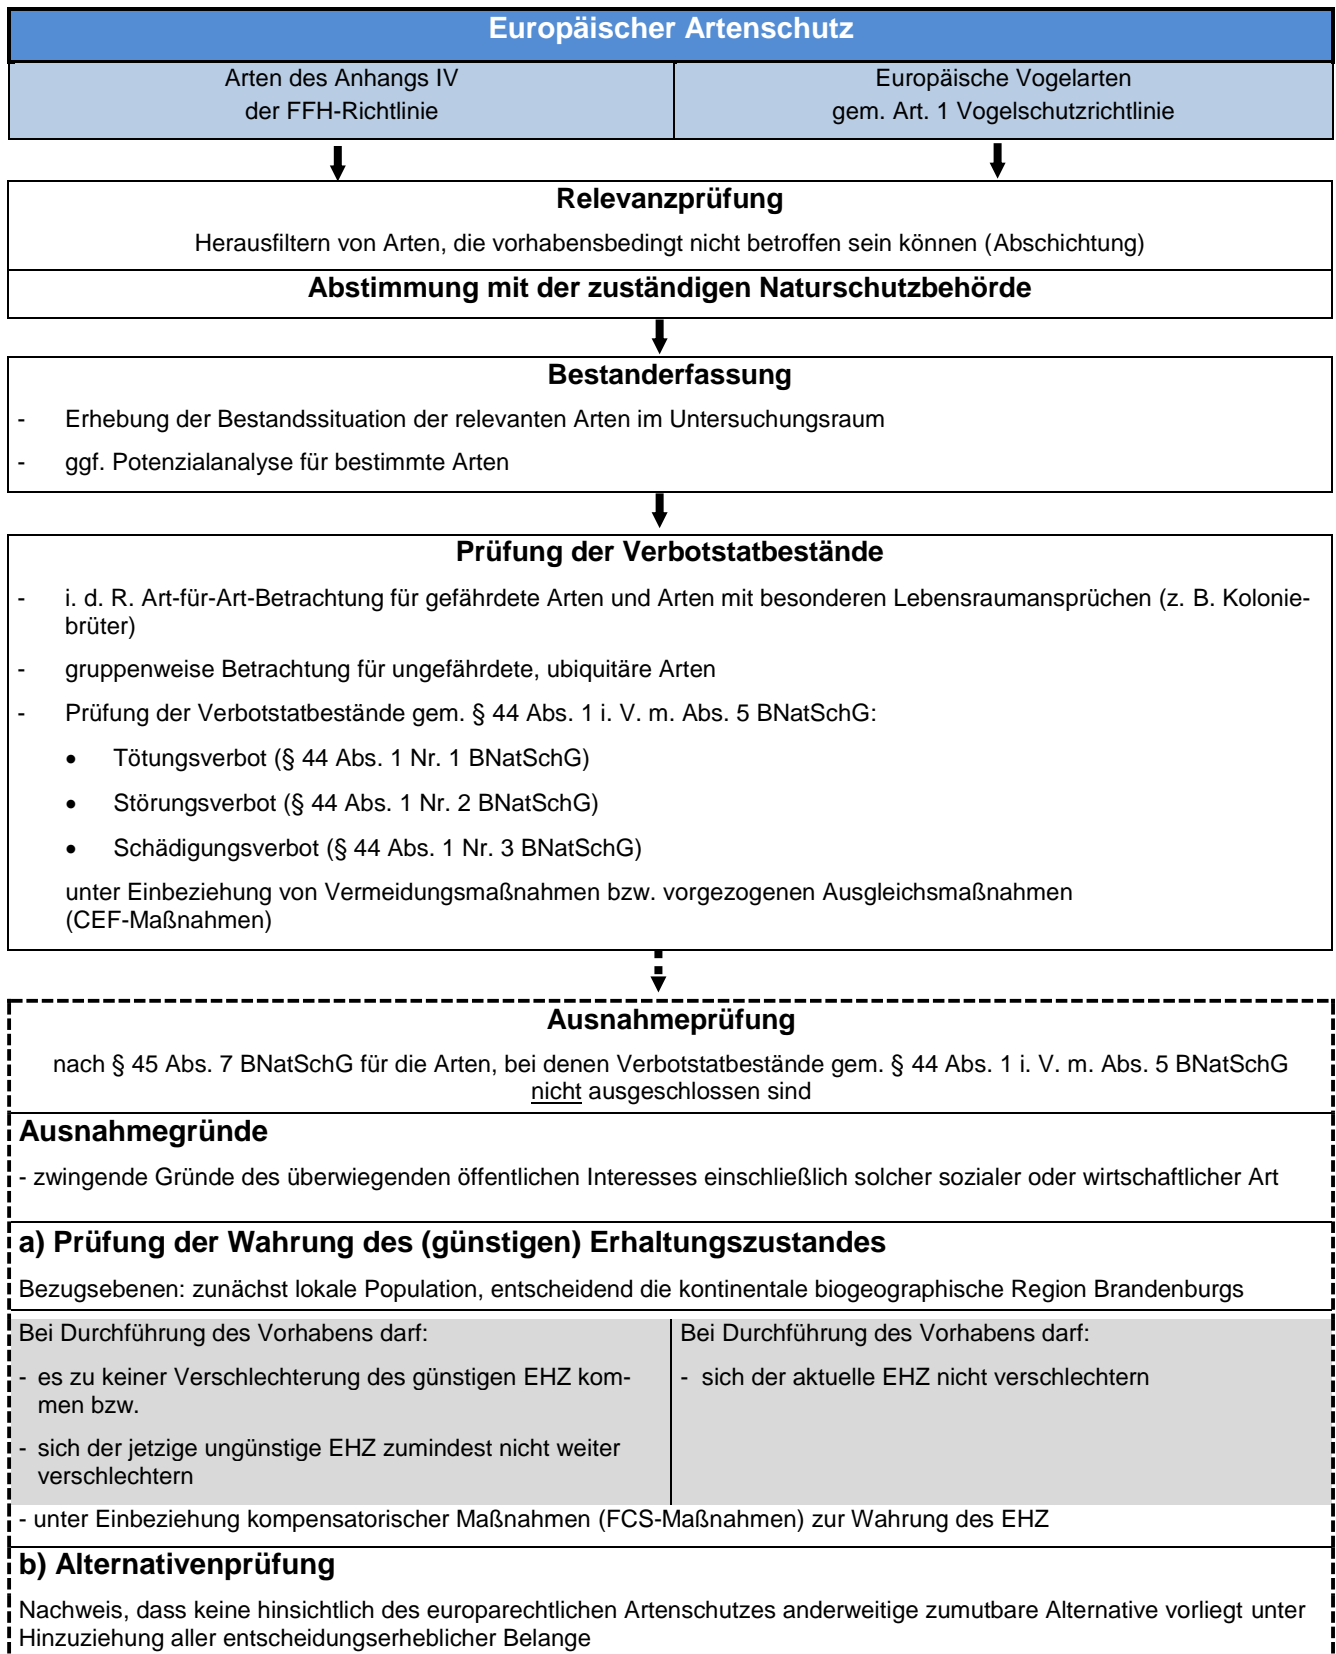 Europäischer Artenschutz
Arten des Anhangs IV
der FFH-Richtlinie
Europäische Vogelarten
gem. Art. 1 Vogelschutzrichtlinie
Relevanzprüfung
Herausfiltern von Arten, die vorhabensbedingt nicht betroffen sein können (Abschichtung)
Abstimmung mit der zuständigen Naturschutzbehörde
Bestanderfassung
- Erhebung der Bestandssituation der relevanten Arten im Untersuchungsraum
- ggf. Potenzialanalyse für bestimmte Arten
Prüfung der Verbotstatbestände
- i. d. R. Art-für-Art-Betrachtung für gefährdete Arten und Arten mit besonderen Lebensraumansprüchen (z. B. Kolonie-
brüter)
- gruppenweise Betrachtung für ungefährdete, ubiquitäre Arten
- Prüfung der Verbotstatbestände gem. § 44 Abs. 1 i. V. m. Abs. 5 BNatSchG:
• Tötungsverbot (§ 44 Abs. 1 Nr. 1 BNatSchG)
• Störungsverbot (§ 44 Abs. 1 Nr. 2 BNatSchG)
• Schädigungsverbot (§ 44 Abs. 1 Nr. 3 BNatSchG)
unter Einbeziehung von Vermeidungsmaßnahmen bzw. vorgezogenen Ausgleichsmaßnahmen
(CEF-Maßnahmen)
Ausnahmeprüfung
nach § 45 Abs. 7 BNatSchG für die Arten, bei denen Verbotstatbestände gem. § 44 Abs. 1 i. V. m. Abs. 5 BNatSchG
nicht ausgeschlossen sind
Ausnahmegründe
- zwingende Gründe des überwiegenden öffentlichen Interesses einschließlich solcher sozialer oder wirtschaftlicher Art
a) Prüfung der Wahrung des (günstigen) Erhaltungszustandes
Bezugsebenen: zunächst lokale Population, entscheidend die kontinentale biogeographische Region Brandenburgs
Bei Durchführung des Vorhabens darf:
- es zu keiner Verschlechterung des günstigen EHZ kom-
men bzw.
- sich der jetzige ungünstige EHZ zumindest nicht weiter
verschlechtern
Bei Durchführung des Vorhabens darf:
- sich der aktuelle EHZ nicht verschlechtern
- unter Einbeziehung kompensatorischer Maßnahmen (FCS-Maßnahmen) zur Wahrung des EHZ
b) Alternativenprüfung
Nachweis, dass keine hinsichtlich des europarechtlichen Artenschutzes anderweitige zumutbare Alternative vorliegt unter
Hinzuziehung aller entscheidungserheblicher Belange